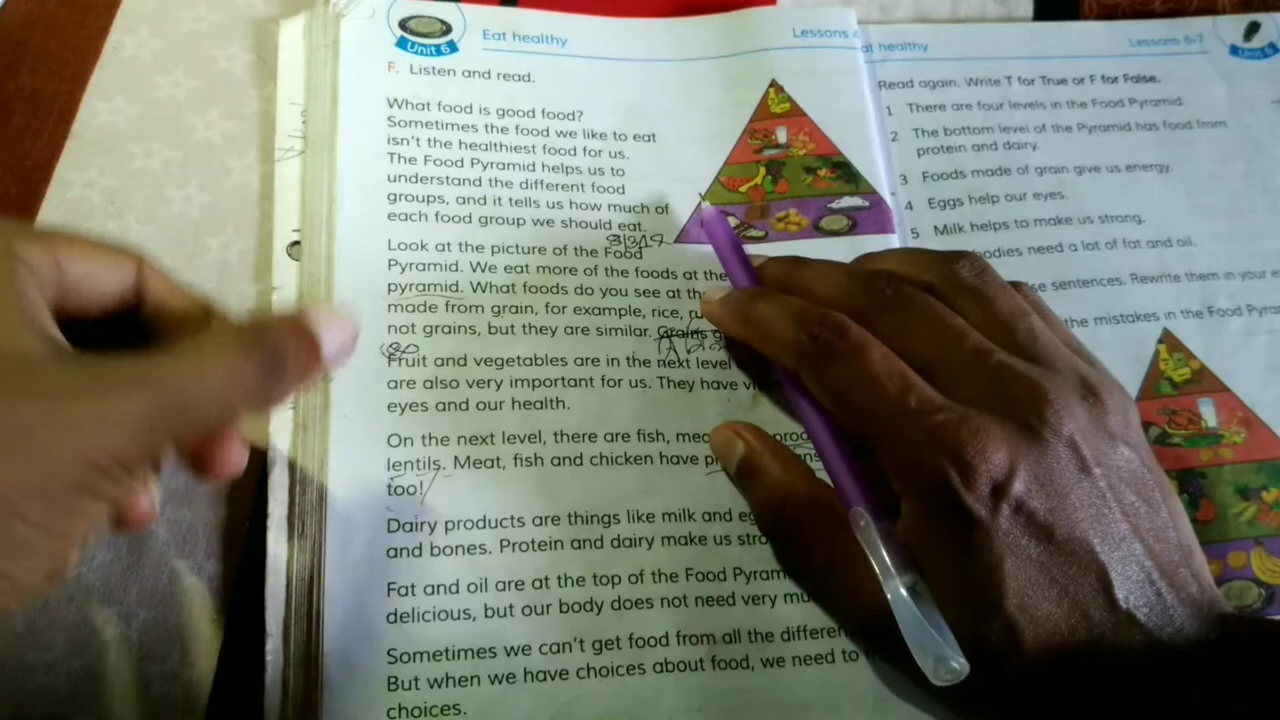 Unit 6
Eat healthy
Lessons
F. Listen and read.
What food is good food?
Sometimes the food we like to eat
isn't the healthiest food for us.
The Food Pyramid helps us to
understand the different food
groups, and it tells us how much of
each food group we should eat.
Look at the picture of the Food
Pyramid. We eat more of the foods at the
pyramid. What foods do you see at
made from grain, for example, rice,
not grains, but they are similar. Grains
Fruit and vegetables are in the next level
are also very important for us. They have
eyes and our health.
On the next level, there are fish,
lentils. Meat, fish and chicken have
too!
Dairy products are things like milk and
and bones. Protein and dairy make us
Fat and oil are at the top of the Food
delicious, but our body does not need very
Sometimes we can't get food from all the
But when we have choices about food, we need to
choices.
healthy
Lessons 6-7
Read again. Write T for True or F for False.
1 There are four levels in the Food Pyramid.
2 The bottom level of the Pyramid has food from
protein and dairy.
3 Foods made of grain give us energy.
4 Eggs help our eyes.
5 Milk helps to make us strong.
need a lot of fat and oil.
sentences. Rewrite them in your
the mistakes in the Food